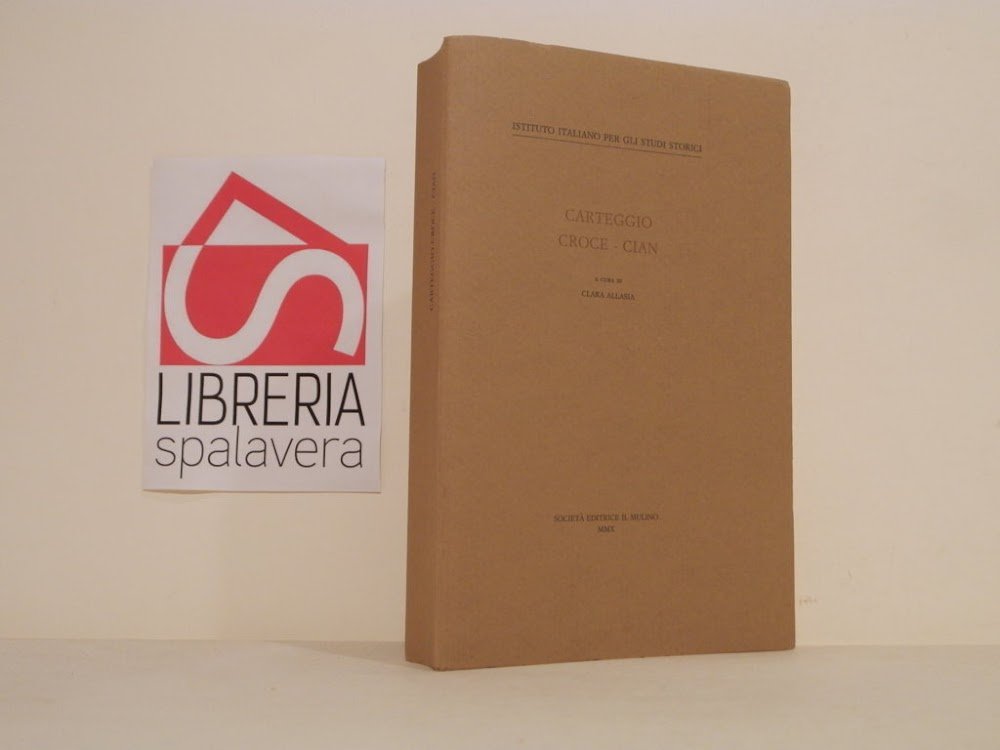 LIBRERIA
spalavera
CARTEGGIO CROCE - CIAN
ISTITUTO ITALIANO PER GLI STUDI STORICI
CARTEGGIO
CROCE - CIAN
A CURA DI
CLARA ALLASIA
SOCIETÀ EDITRICE IL MULINO
MMX